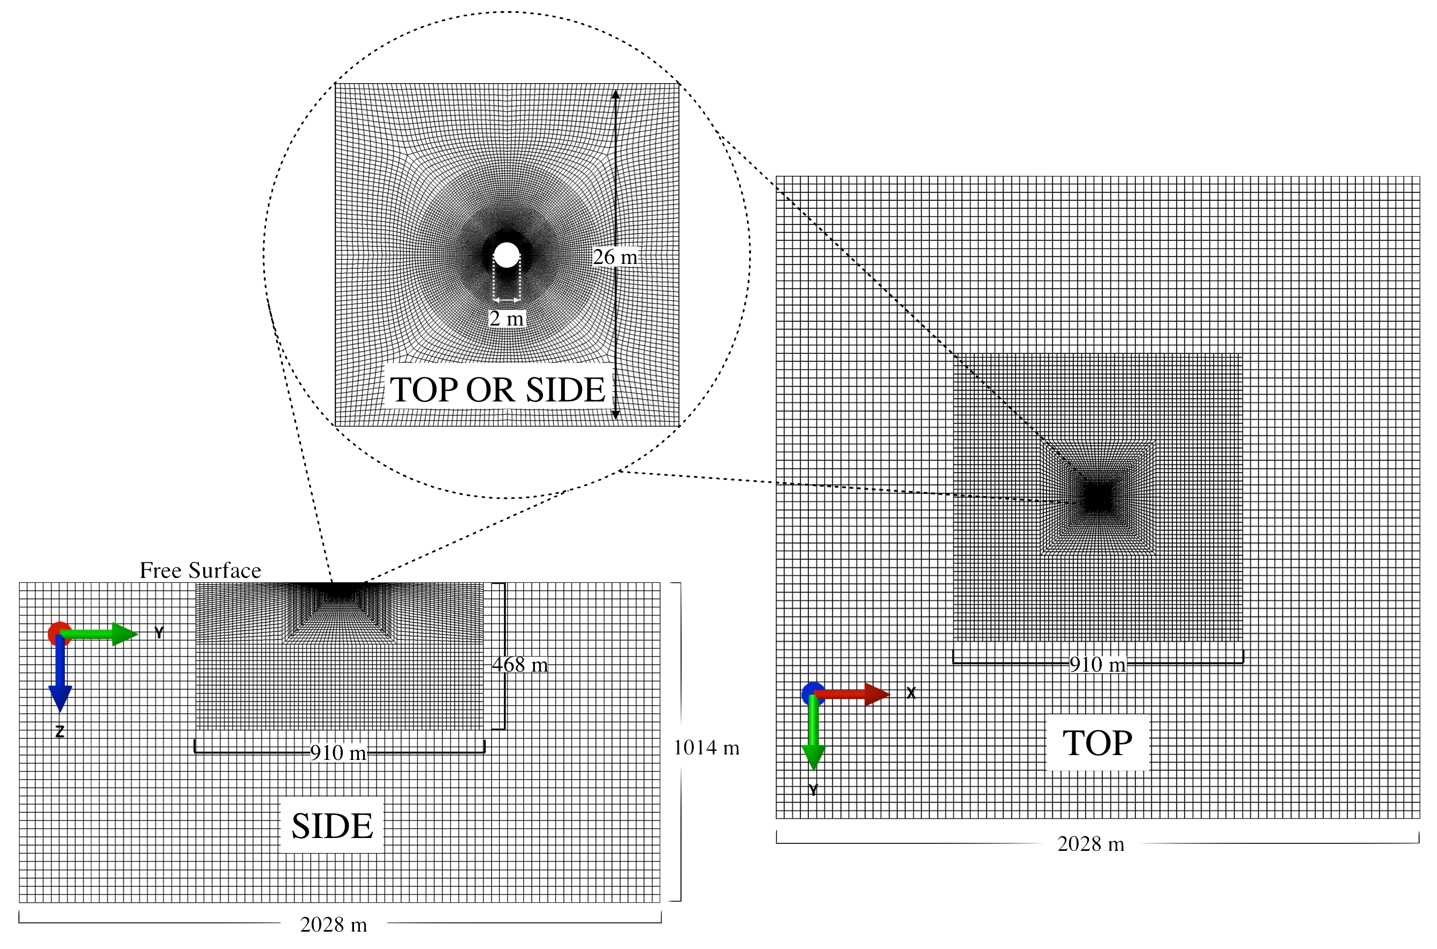 26 m
2 m
TOP OR SIDE
Free Surface
Y
Z
468 m
910 m
1014 m
SIDE
2028 m
910 m
X
Y
TOP
2028 m